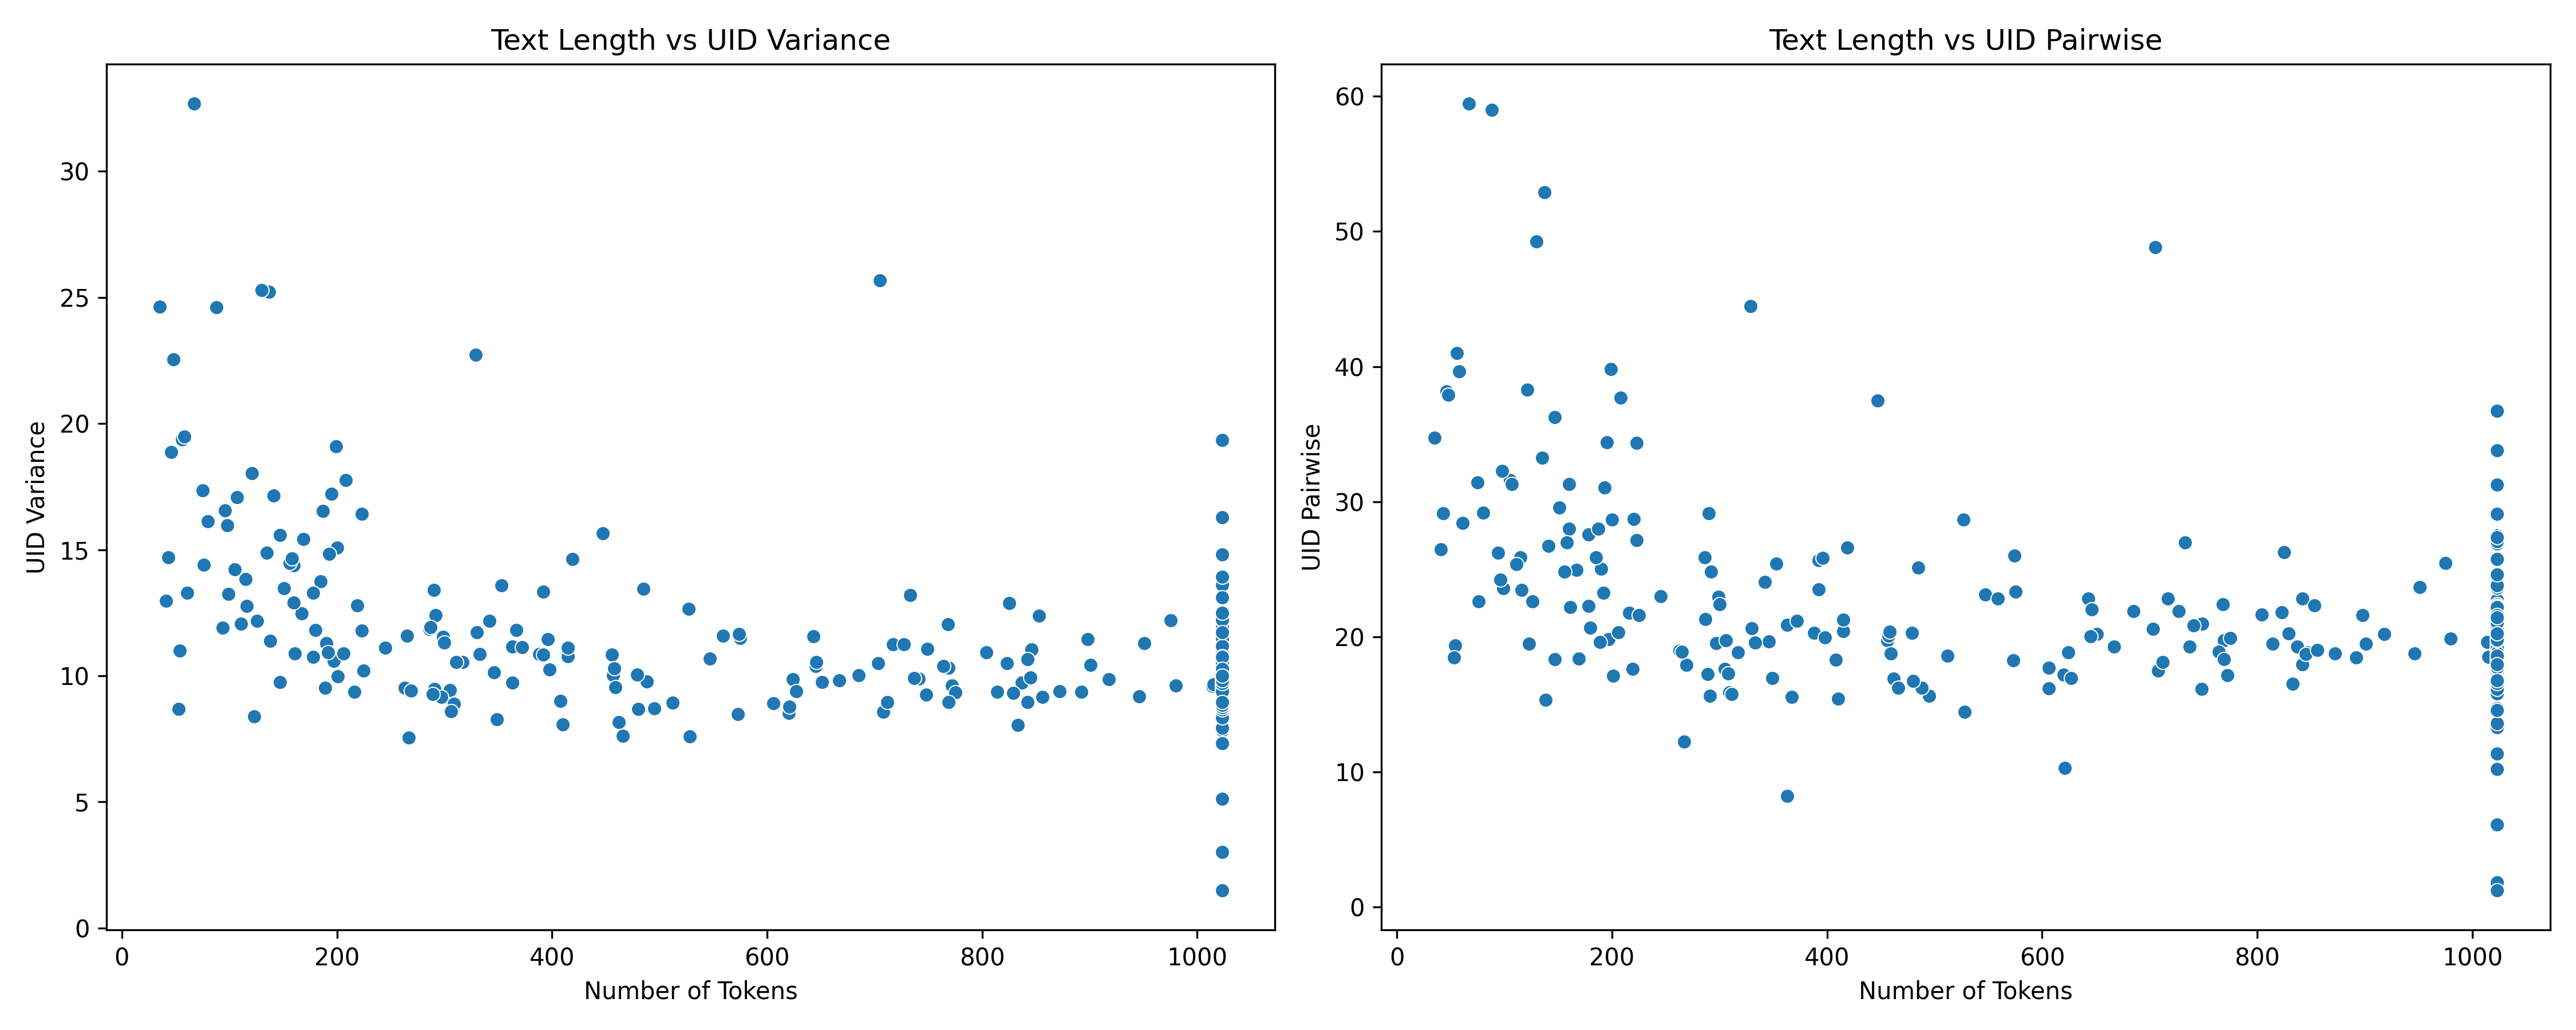 Text Length vs UID Variance
UID Variance
30
25
20
15
10
5
0
0 200 400 600 800 1000
Number of Tokens
Text Length vs UID Pairwise
UID Pairwise
60
50
40
30
20
10
0
0 200 400 600 800 1000
Number of Tokens